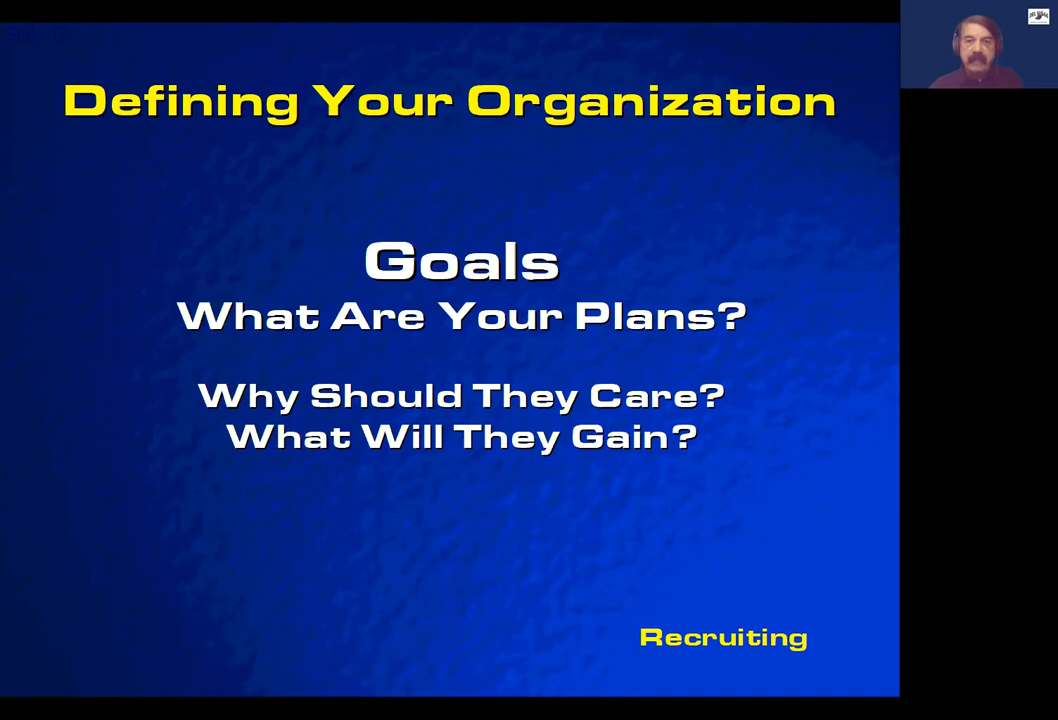 Defining Your Organization
Goals
What Are Your Plans?
Why Should They Care?
What Will They Gain?
Recruiting